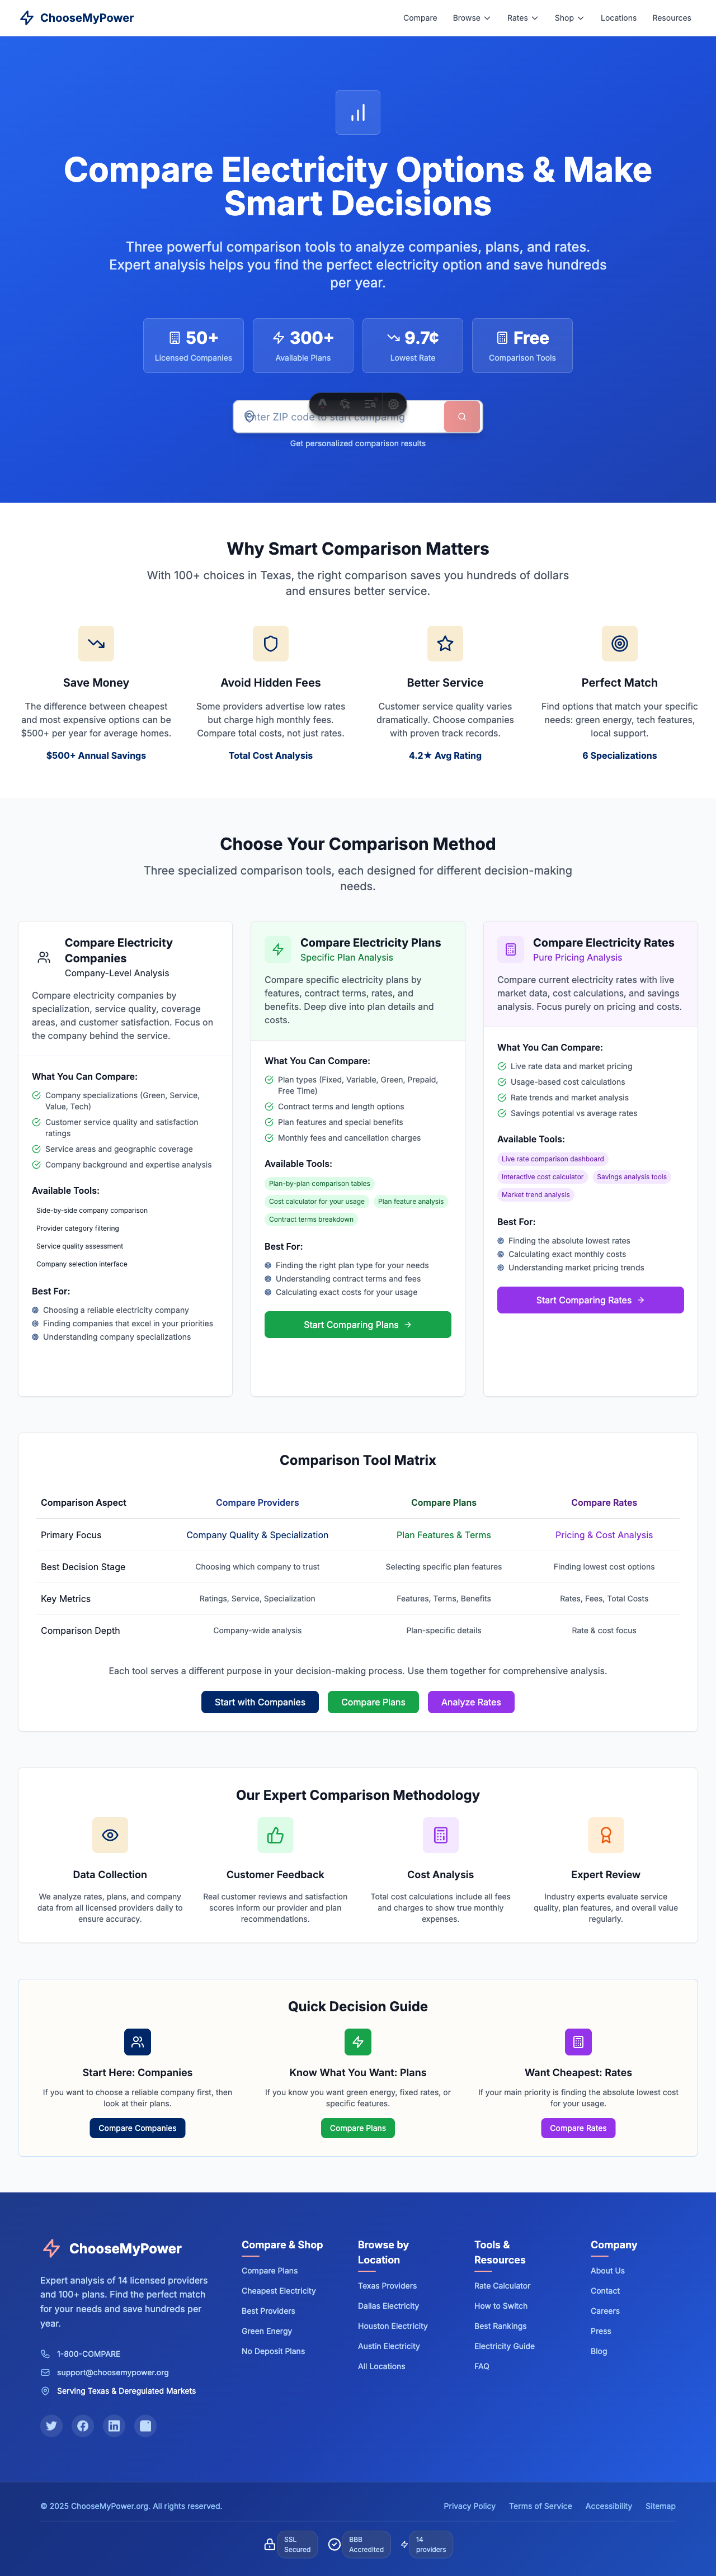 ChooseMyPower
Compare Browse Rates Shop Locations Resources
Compare Electricity Options & Make
Smart Decisions
Three powerful comparison tools to analyze companies, plans, and rates.
Expert analysis helps you find the perfect electricity option and save hundreds
per year.
50+
Licensed Companies
300+
Available Plans
9.7¢
Lowest Rate
Free
Comparison Tools
Enter ZIP code to start comparing
Get personalized comparison results
Why Smart Comparison Matters
With 100+ choices in Texas, the right comparison saves you hundreds of dollars
and ensures better service.
Save Money
The difference between cheapest
and most expensive options can be
$500+ per year for average homes.
$500+ Annual Savings
Avoid Hidden Fees
Some providers advertise low rates
but charge high monthly fees.
Compare total costs, not just rates.
Total Cost Analysis
Better Service
Customer service quality varies
dramatically. Choose companies
with proven track records.
4.2★ Avg Rating
Perfect Match
Find options that match your specific
needs: green energy, tech features,
local support.
6 Specializations
Choose Your Comparison Method
Three specialized comparison tools, each designed for different decision-making
needs.
Compare Electricity
Companies
Company-Level Analysis
Compare electricity companies by
specialization, service quality, coverage
areas, and customer satisfaction. Focus on
the company behind the service.
What You Can Compare:
Company specializations (Green, Service,
Value, Tech)
Customer service quality and satisfaction
ratings
Service areas and geographic coverage
Company background and expertise analysis
Available Tools:
Side-by-side company comparison
Provider category filtering
Service quality assessment
Company selection interface
Best For:
Choosing a reliable electricity company
Finding companies that excel in your priorities
Understanding company specializations
Compare Electricity Plans
Specific Plan Analysis
Compare specific electricity plans by
features, contract terms, rates, and
benefits. Deep dive into plan details and
costs.
What You Can Compare:
Plan types (Fixed, Variable, Green, Prepaid,
Free Time)
Contract terms and length options
Plan features and special benefits
Monthly fees and cancellation charges
Available Tools:
Plan-by-plan comparison tables
Cost calculator for your usage Plan feature analysis
Contract terms breakdown
Best For:
Finding the right plan type for your needs
Understanding contract terms and fees
Calculating exact costs for your usage
Start Comparing Plans →
Compare Electricity Rates
Pure Pricing Analysis
Compare current electricity rates with live
market data, cost calculations, and savings
analysis. Focus purely on pricing and costs.
What You Can Compare:
Live rate data and market pricing
Usage-based cost calculations
Rate trends and market analysis
Savings potential vs average rates
Available Tools:
Live rate comparison dashboard
Interactive cost calculator Savings analysis tools
Market trend analysis
Best For:
Finding the absolute lowest rates
Calculating exact monthly costs
Understanding market pricing trends
Start Comparing Rates →
Comparison Tool Matrix
Comparison Aspect Compare Providers Compare Plans Compare Rates
Primary Focus Company Quality & Specialization Plan Features & Terms Pricing & Cost Analysis
Best Decision Stage Choosing which company to trust Selecting specific plan features Finding lowest cost options
Key Metrics Ratings, Service, Specialization Features, Terms, Benefits Rates, Fees, Total Costs
Comparison Depth Company-wide analysis Plan-specific details Rate & cost focus
Each tool serves a different purpose in your decision-making process. Use them together for comprehensive analysis.
Start with Companies Compare Plans Analyze Rates
Our Expert Comparison Methodology
Data Collection
We analyze rates, plans, and company
data from all licensed providers daily to
ensure accuracy.
Customer Feedback
Real customer reviews and satisfaction
scores inform our provider and plan
recommendations.
Cost Analysis
Total cost calculations include all fees
and charges to show true monthly
expenses.
Expert Review
Industry experts evaluate service
quality, plan features, and overall value
regularly.
Quick Decision Guide
Start Here: Companies
If you want to choose a reliable company first, then
look at their plans.
Compare Companies
Know What You Want: Plans
If you know you want green energy, fixed rates, or
specific features.
Compare Plans
Want Cheapest: Rates
If your main priority is finding the absolute lowest cost
for your usage.
Compare Rates
ChooseMyPower
Expert analysis of 14 licensed providers
and 100+ plans. Find the perfect match
for your needs and save hundreds per
year.
1-800-COMPARE
support@choosemypower.org
Serving Texas & Deregulated Markets
Compare & Shop
Compare Plans
Cheapest Electricity
Best Providers
Green Energy
No Deposit Plans
Browse by
Location
Texas Providers
Dallas Electricity
Houston Electricity
Austin Electricity
All Locations
Tools &
Resources
Rate Calculator
How to Switch
Best Rankings
Electricity Guide
FAQ
Company
About Us
Contact
Careers
Press
Blog
© 2025 ChooseMyPower.org. All rights reserved.
Privacy Policy Terms of Service Accessibility Sitemap
SSL
Secured
BBB
Accredited
14
providers